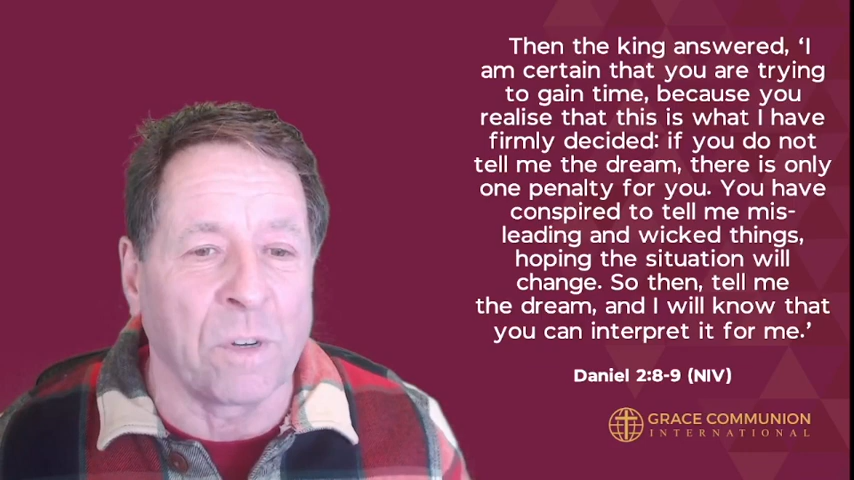 Then the king answered, ‘I
am certain that you are trying
to gain time, because you
realise that this is what I have
firmly decided: if you do not
tell me the dream, there is only
one penalty for you. You have
conspired to tell me mis-
leading and wicked things,
hoping the situation will
change. So then, tell me
the dream, and I will know that
you can interpret it for me.’
Daniel 2:8-9 (NIV)
GRACE COMMUNION
INTERNATIONAL